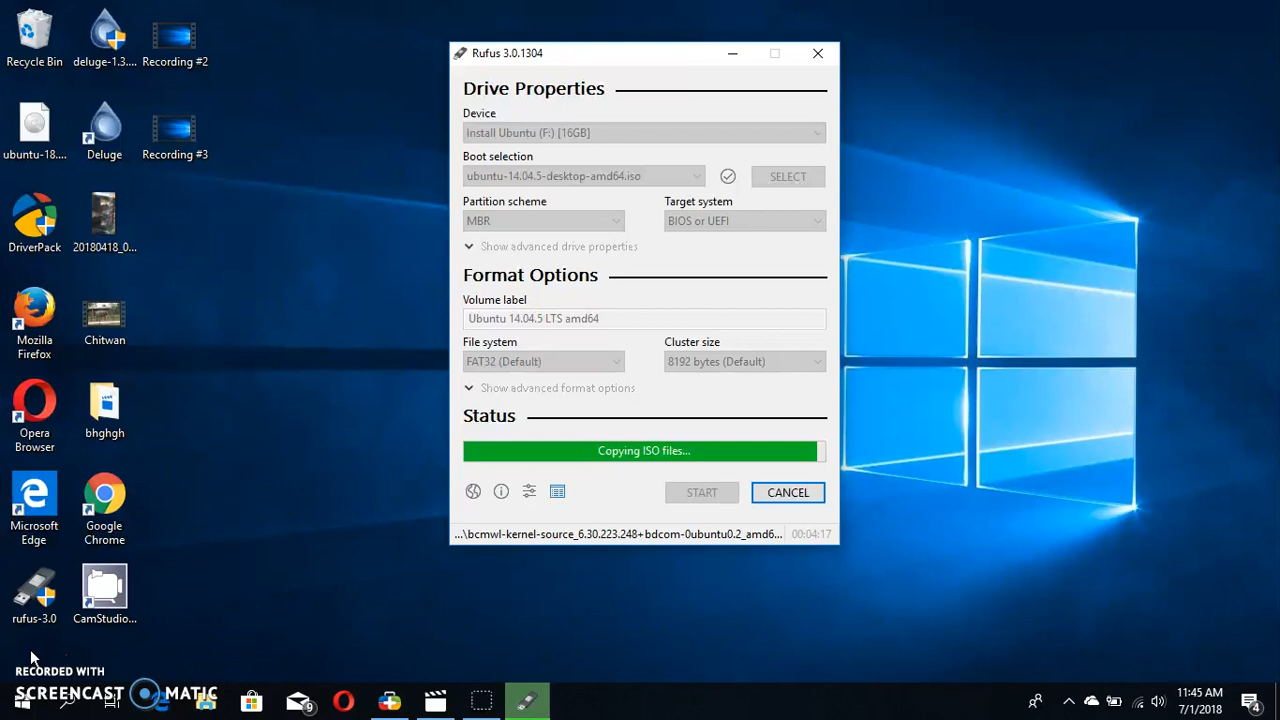 Recycle Bin
deluge-1.3....
Recording #2
ubuntu-18....
Deluge
Recording #3
DriverPack
20180418_0...
Mozilla
Firefox
Chitwan
Opera
Browser
bhghgh
Microsoft
Edge
Google
Chrome
rufus-3.0
CamStudio...
Rufus 3.0.1304
Drive Properties
Device
Install Ubuntu (F:) [16GB]
Boot selection
ubuntu-14.04.5-desktop-amd64.iso
SELECT
Partition scheme
Target system
MBR
BIOS or UEFI
Show advanced drive properties
Format Options
Volume label
Ubuntu 14.04.5 LTS amd64
File system
Cluster size
FAT32 (Default)
8192 bytes (Default)
Show advanced format options
Status
Copying ISO files...
START
CANCEL
...\bcmwl-kernel-source_6.30.223.248+bdcom-0ubuntu0.2_amd6...
00:04:17
RECORDED WITH
SCREENCAST MATIC
9
11:45 AM
7/1/2018
4